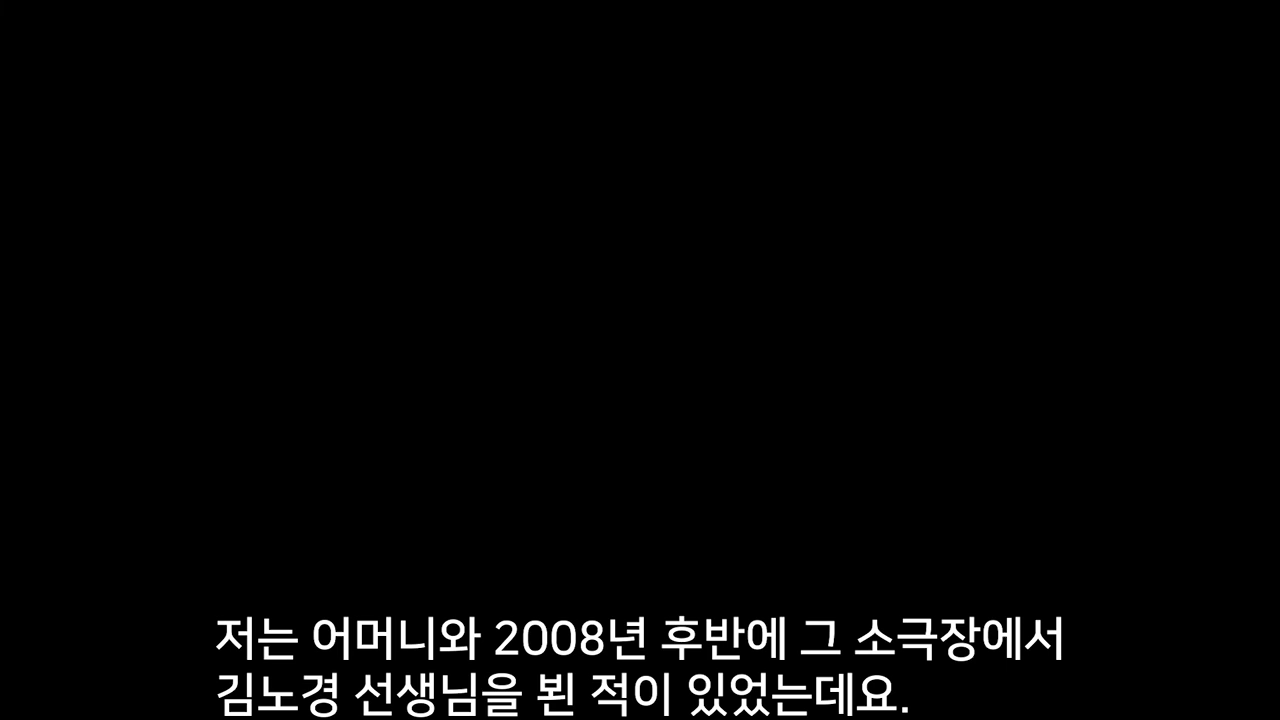 저는 어머니와 2008년 후반에 그 소극장에서
김노경 선생님을 뵌 적이 있었는데요.